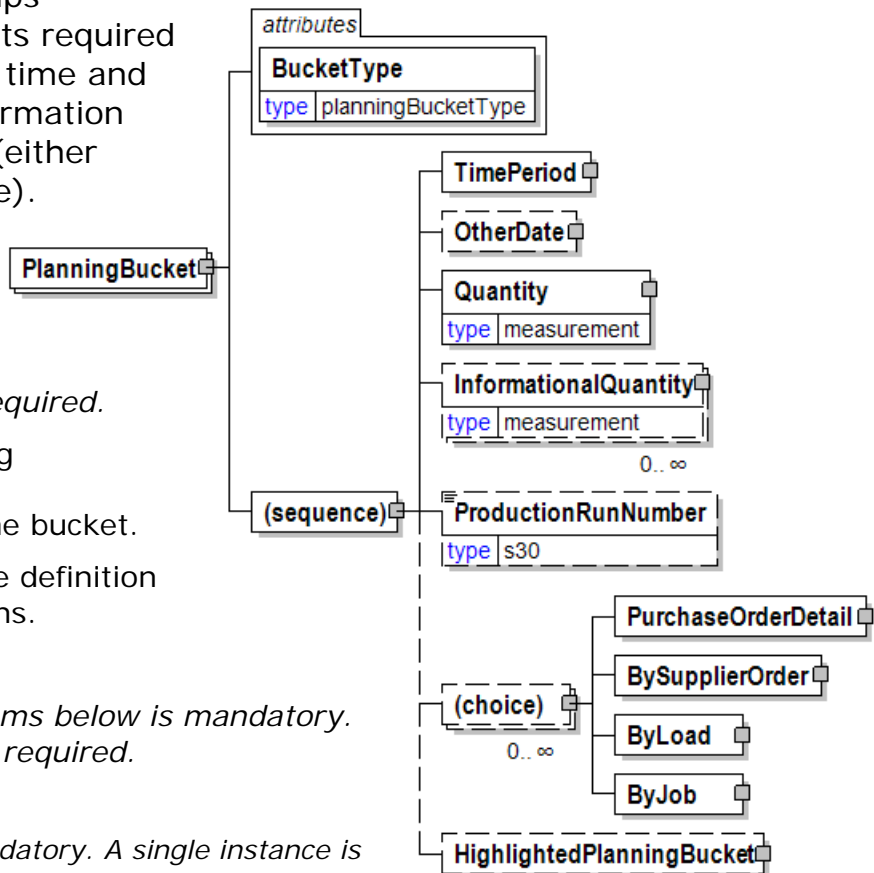 ps
ts required
time and
ormation
(either
e).
equired.
g
e bucket.
e definition
ns.
ms below is mandatory.
required.
datory. A single instance is
attributes
BucketType
type planningBucketType
PlanningBucket
(sequence)
TimePeriod
OtherDate
Quantity
type measurement
InformationalQuantity
type measurement
0.. ∞
ProductionRunNumber
type s30
(choice)
0.. ∞
PurchaseOrderDetail
BySupplierOrder
ByLoad
ByJob
HighlightedPlanningBucket